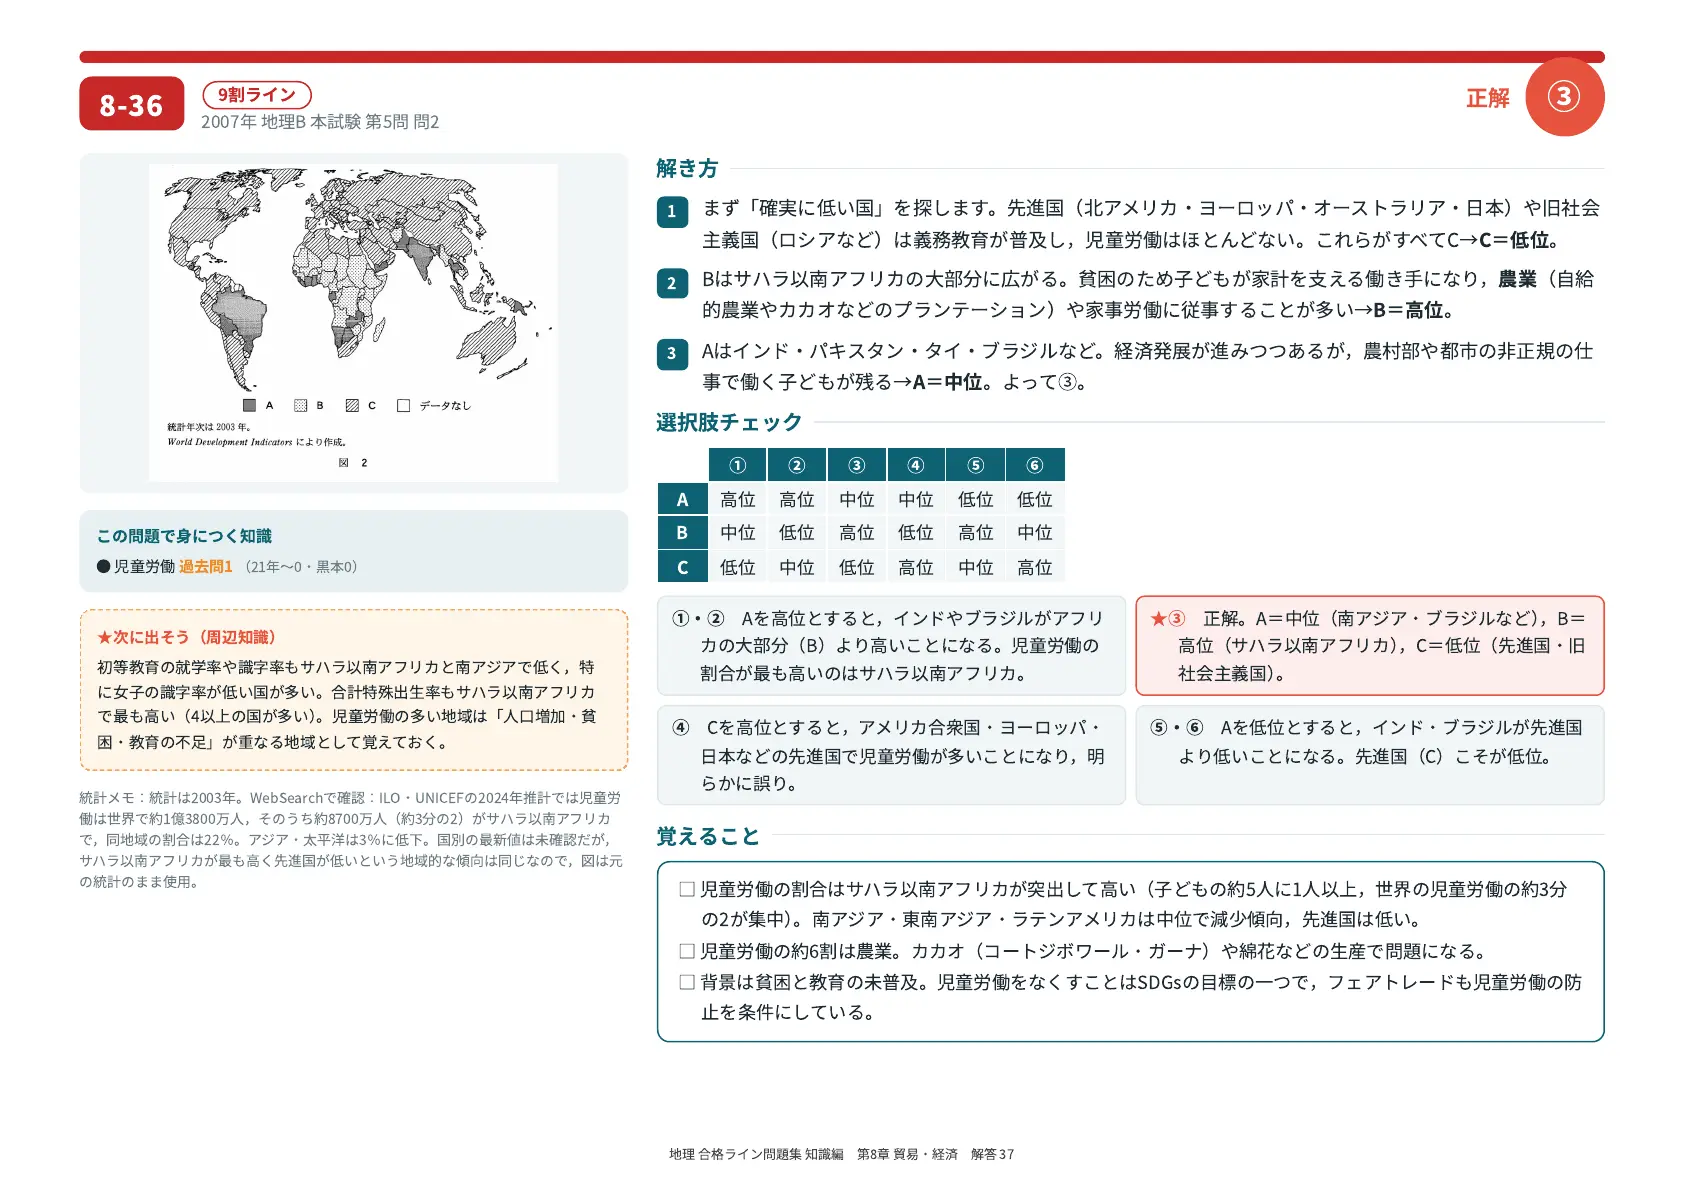 8-36
9割ライン
2007年 地理B 本試験 第5問 問2
正解
③
A B C データなし
統計年次は 2003 年。
World Development Indicators により作成。
図 2
この問題で身につく知識
● 児童労働 過去問1 （21年〜0・黒本0）
★次に出そう（周辺知識）
初等教育の就学率や識字率もサハラ以南アフリカと南アジアで低く，特
に女子の識字率が低い国が多い。合計特殊出生率もサハラ以南アフリカ
で最も高い（4以上の国が多い）。児童労働の多い地域は「人口増加・貧
困・教育の不足」が重なる地域として覚えておく。
統計メモ：統計は2003年。WebSearchで確認：ILO・UNICEFの2024年推計では児童労
働は世界で約1億3800万人，そのうち約8700万人（約3分の2）がサハラ以南アフリカ
で，同地域の割合は22%。アジア・太平洋は3%に低下。国別の最新値は未確認だが，
サハラ以南アフリカが最も高く先進国が低いという地域的な傾向は同じなので，図は元
の統計のまま使用。
解き方
1 まず「確実に低い国」を探します。先進国（北アメリカ・ヨーロッパ・オーストラリア・日本）や旧社会
主義国（ロシアなど）は義務教育が普及し，児童労働はほとんどない。これらがすべてC→C＝低位。
2 Bはサハラ以南アフリカの大部分に広がる。貧困のため子どもが家計を支える働き手になり，農業（自給
的農業やカカオなどのプランテーション）や家事労働に従事することが多い→B＝高位。
3 Aはインド・パキスタン・タイ・ブラジルなど。経済発展が進みつつあるが，農村部や都市の非正規の仕
事で働く子どもが残る→A＝中位。よって③。
選択肢チェック
① ② ③ ④ ⑤ ⑥
A 高位 高位 中位 中位 低位 低位
B 中位 低位 高位 低位 高位 中位
C 低位 中位 低位 高位 中位 高位
①・② Aを高位とすると，インドやブラジルがアフリ
カの大部分（B）より高いことになる。児童労働の
割合が最も高いのはサハラ以南アフリカ。
★③ 正解。A＝中位（南アジア・ブラジルなど），B＝
高位（サハラ以南アフリカ），C＝低位（先進国・旧
社会主義国）。
④ Cを高位とすると，アメリカ合衆国・ヨーロッパ・
日本などの先進国で児童労働が多いことになり，明
らかに誤り。
⑤・⑥ Aを低位とすると，インド・ブラジルが先進国
より低いことになる。先進国（C）こそが低位。
覚えること
□ 児童労働の割合はサハラ以南アフリカが突出して高い（子どもの約5人に1人以上，世界の児童労働の約3分
の2が集中）。南アジア・東南アジア・ラテンアメリカは中位で減少傾向，先進国は低い。
□ 児童労働の約6割は農業。カカオ（コートジボワール・ガーナ）や綿花などの生産で問題になる。
□ 背景は貧困と教育の未普及。児童労働をなくすことはSDGsの目標の一つで，フェアトレードも児童労働の防
止を条件にしている。
地理 合格ライン問題集 知識編 第8章 貿易・経済 解答 37